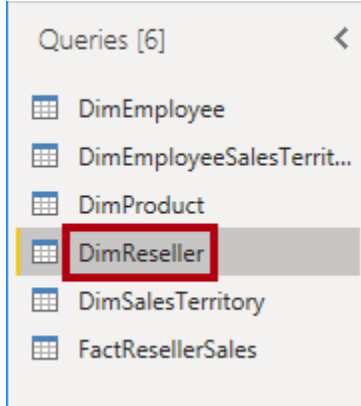 Queries [6]
DimEmployee
DimEmployeeSalesTerrit...
DimProduct
DimReseller
DimSalesTerritory
FactResellerSales